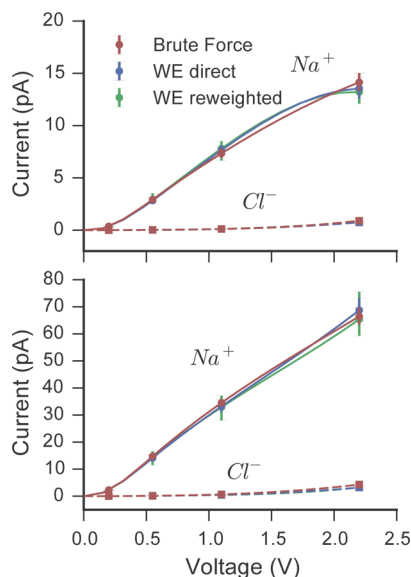 Brute Force
WE direct
WE reweighted
Na⁺
Cl⁻
Current (pA)
20
15
10
5
0
Na⁺
Cl⁻
Current (pA)
80
70
60
50
40
30
20
10
0
0.0 0.5 1.0 1.5 2.0 2.5
Voltage (V)